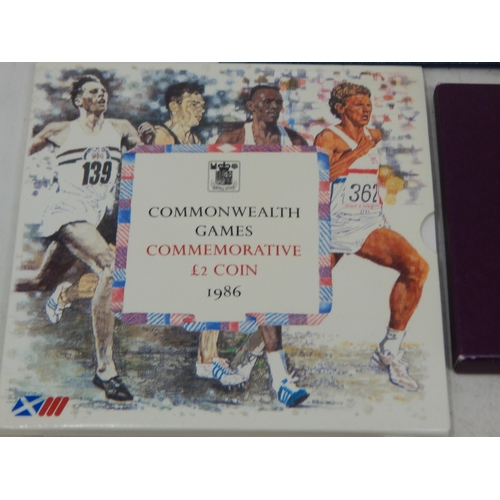 COMMONWEALTH
GAMES
COMMEMORATIVE
£2 COIN
1986
139
362